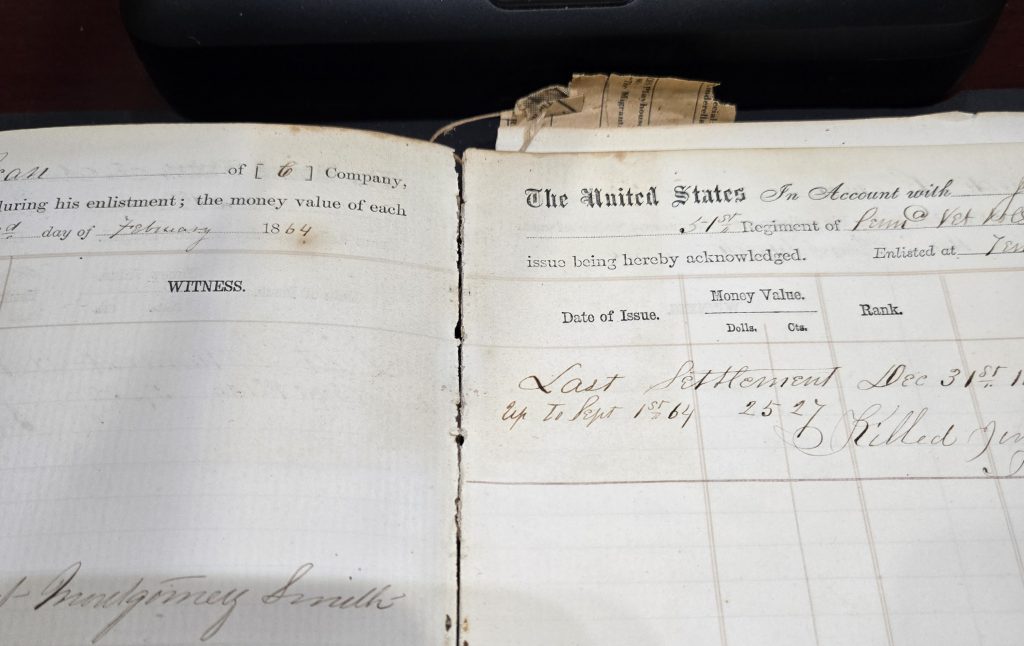 of [ C ] Company,
during his enlistment; the money value of each
day of February 1864
WITNESS.
Montgomery Smith
The United States In Account with
51st Regiment of Penna Vet Vol
issue being hereby acknowledged. Enlisted at
Date of Issue. Money Value. Rank.
Dolls. Cts.
Last Settlement Dec 31st
Up To Sept 1st 64 25 27
Killed